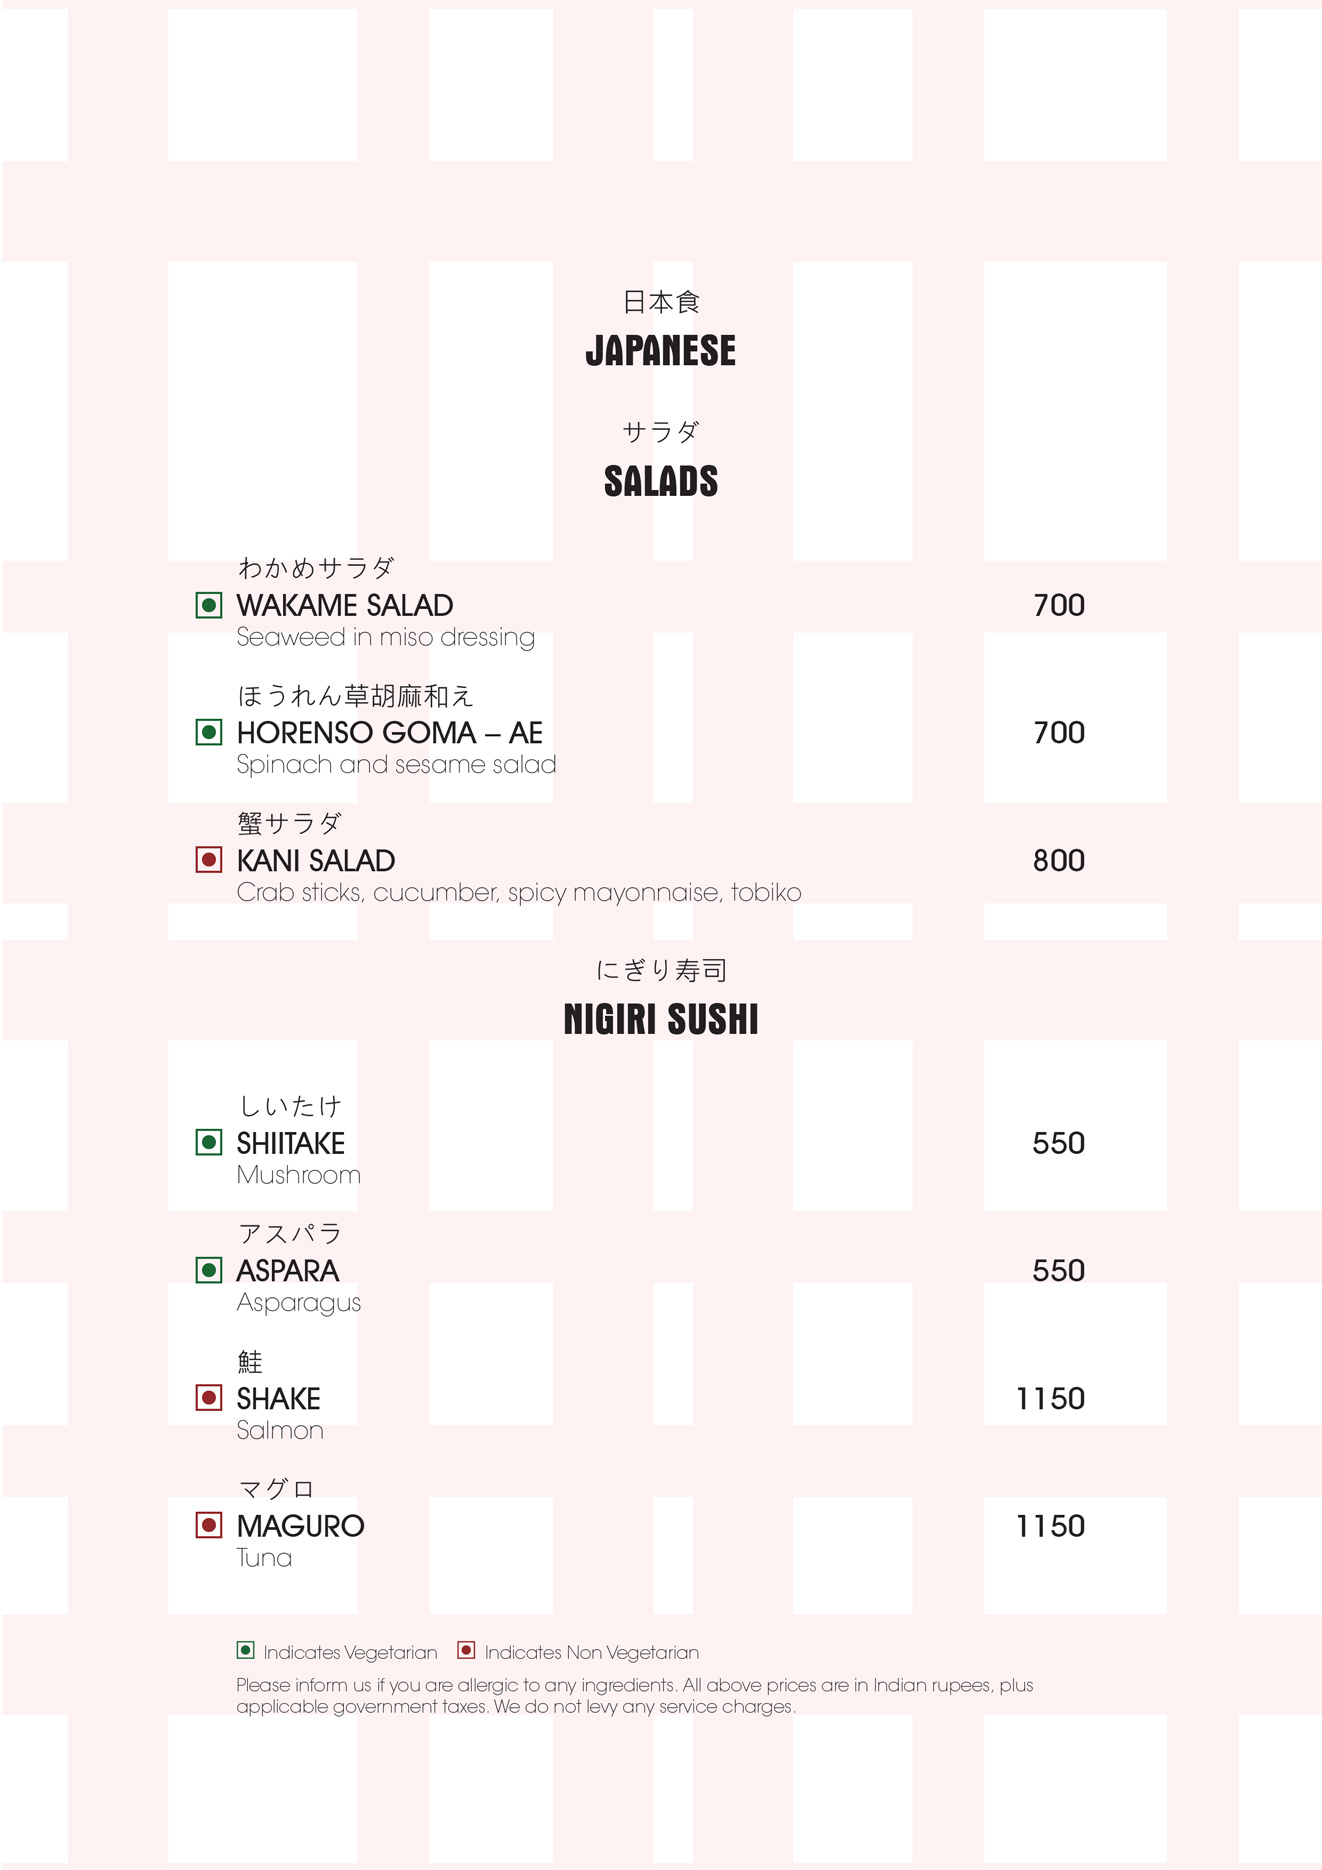 日本食
JAPANESE
サラダ
SALADS
わかめサラダ
WAKAME SALAD 700
Seaweed in miso dressing
ほうれん草胡麻和え
HORENSO GOMA – AE 700
Spinach and sesame salad
蟹サラダ
KANI SALAD 800
Crab sticks, cucumber, spicy mayonnaise, tobiko
にぎり寿司
NIGIRI SUSHI
しいたけ
SHIITAKE 550
Mushroom
アスパラ
ASPARA 550
Asparagus
鮭
SHAKE 1150
Salmon
マグロ
MAGURO 1150
Tuna
Indicates Vegetarian Indicates Non Vegetarian
Please inform us if you are allergic to any ingredients. All above prices are in Indian rupees, plus
applicable government taxes. We do not levy any service charges.